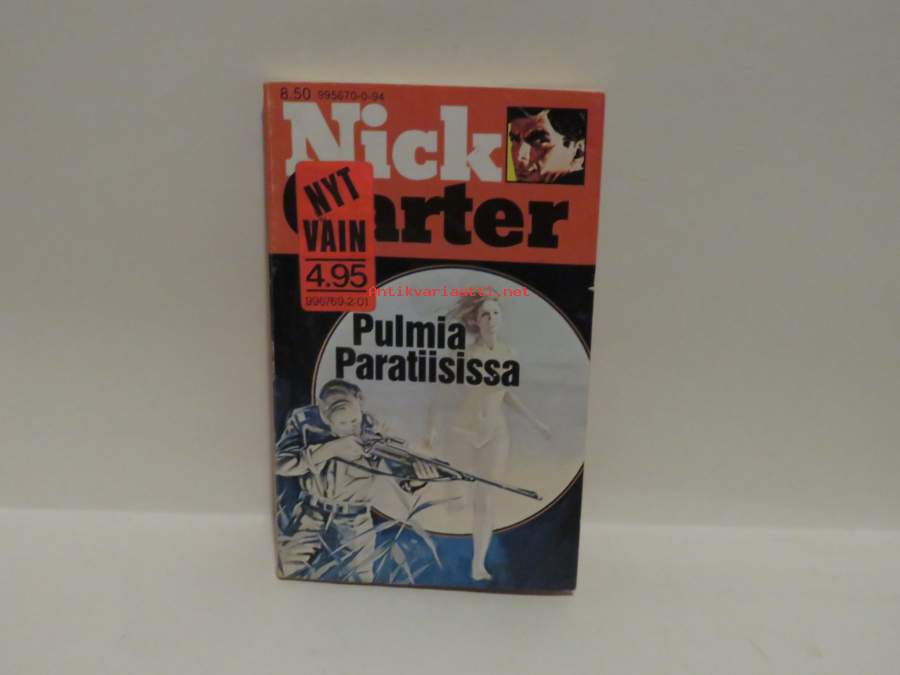 8.50 995670-0-94
Nick
Carter
NYT
VAIN
4.95
996769-2-01
Antikvariaatti.net
Pulmia
Paratiisissa